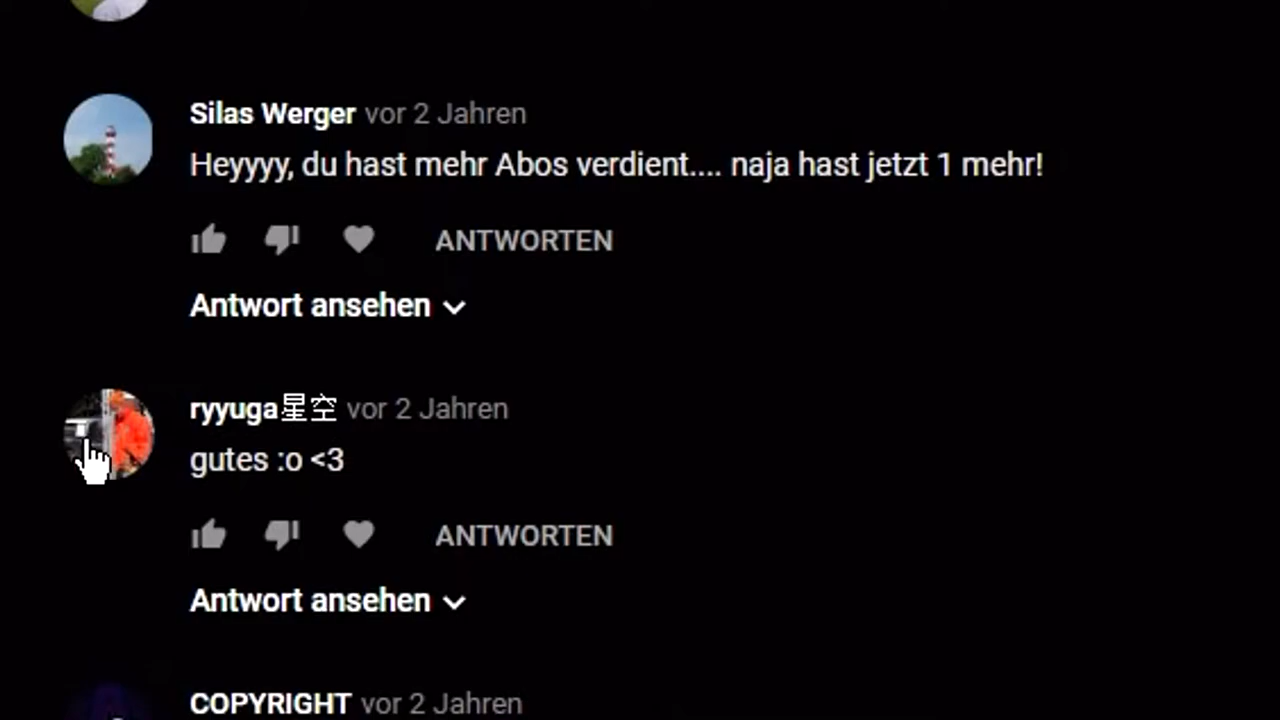 Silas Werger vor 2 Jahren
Heyyyy, du hast mehr Abos verdient.... naja hast jetzt 1 mehr!
ANTWORTEN
Antwort ansehen
ryyuga星空 vor 2 Jahren
gutes :o <3
ANTWORTEN
Antwort ansehen
COPYRIGHT vor 2 Jahren